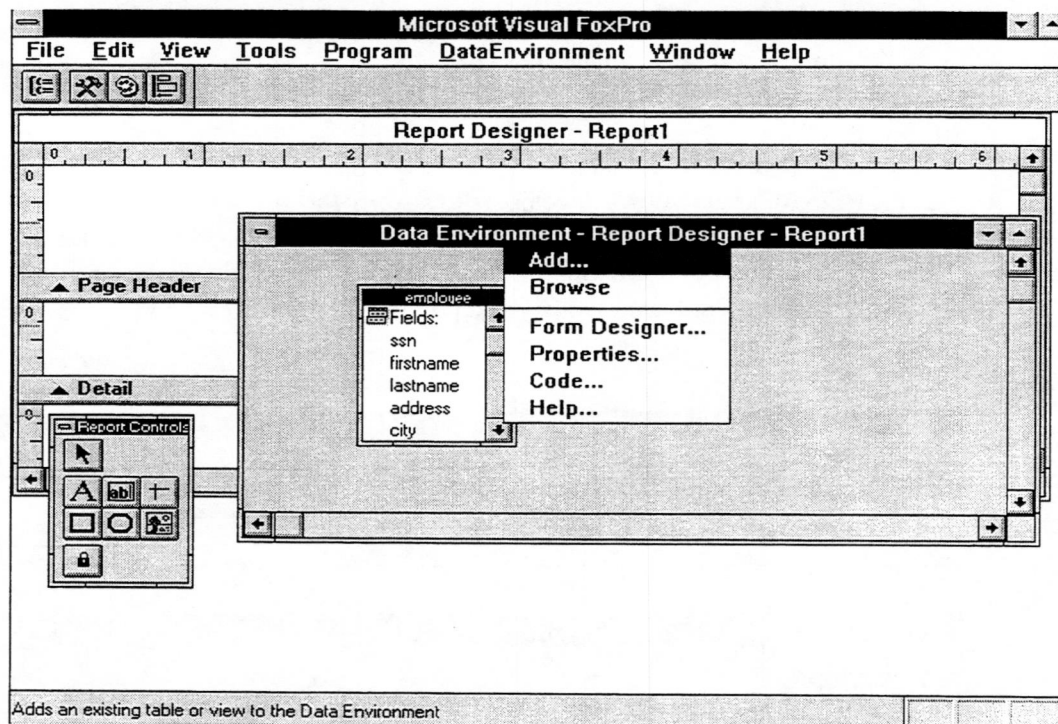 Microsoft Visual FoxPro
File Edit View Tools Program DataEnvironment Window Help
Report Designer - Report1
0 1 2 3 4 5 6
0
Data Environment - Report Designer - Report1
Add...
Browse
Form Designer...
Properties...
Code...
Help...
employee
Fields:
ssn
firstname
lastname
address
city
Page Header
0
Detail
0
Report Controls
A ab
Adds an existing table or view to the Data Environment